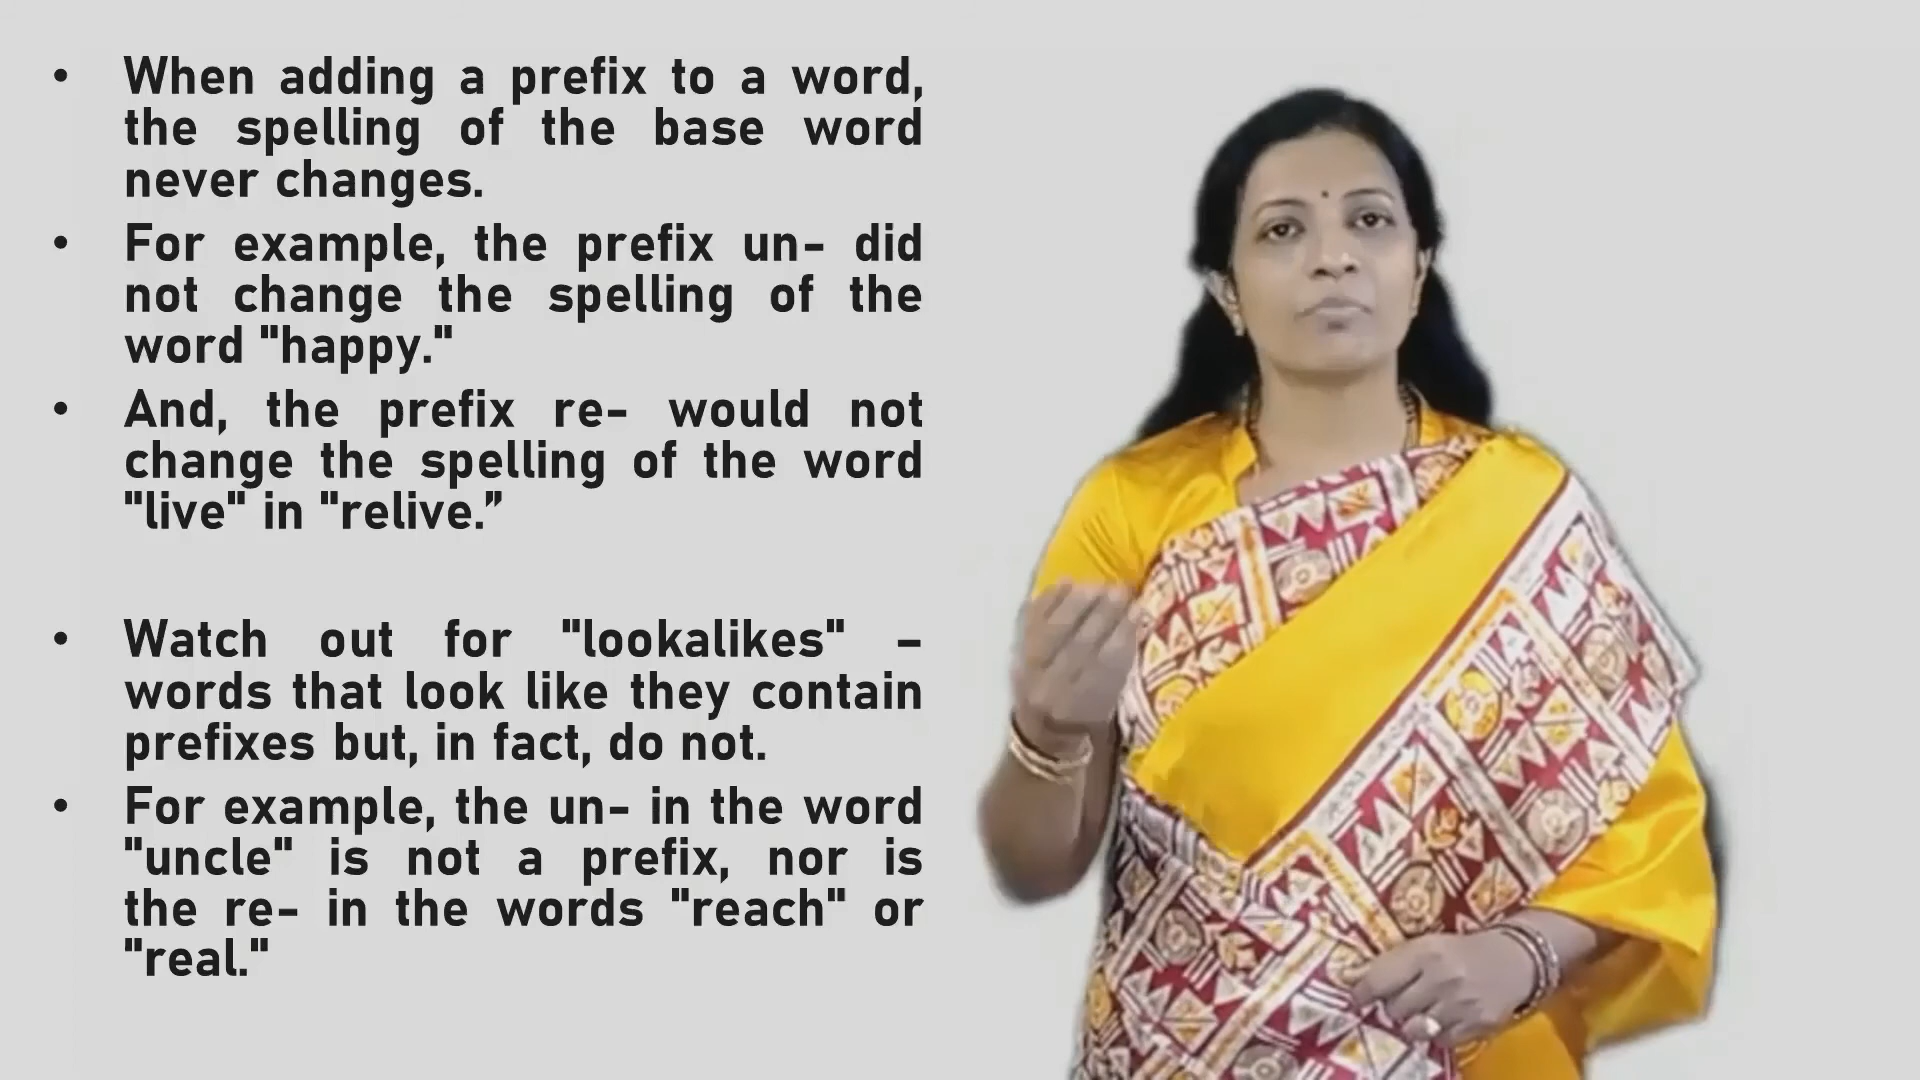 • When adding a prefix to a word,
the spelling of the base word
never changes.
• For example, the prefix un- did
not change the spelling of the
word "happy."
• And, the prefix re- would not
change the spelling of the word
"live" in "relive.”
• Watch out for "lookalikes" –
words that look like they contain
prefixes but, in fact, do not.
• For example, the un- in the word
"uncle" is not a prefix, nor is
the re- in the words "reach" or
"real."